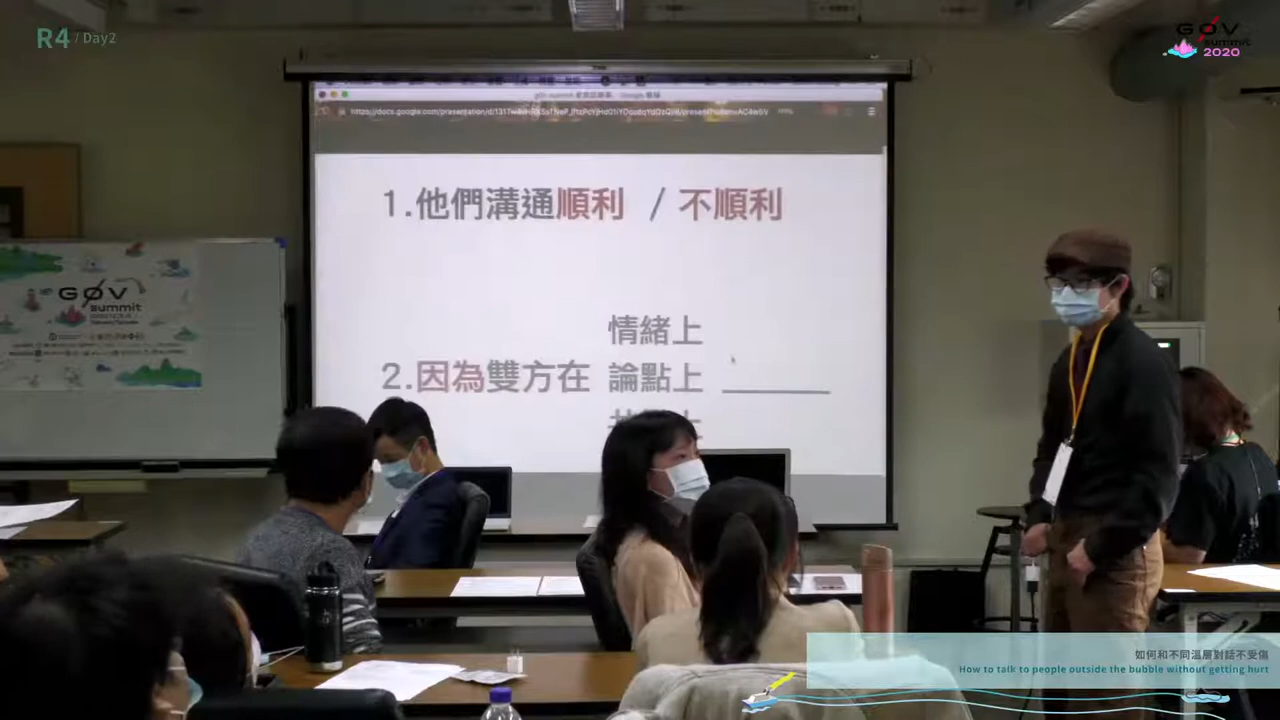 R4 / Day2
GØV
summit
2020
1.他們溝通順利 / 不順利
情緒上
2.因為雙方在 論點上 ______
GØV
summit
如何和不同溫層對話不受傷
How to talk to people outside the bubble without getting hurt